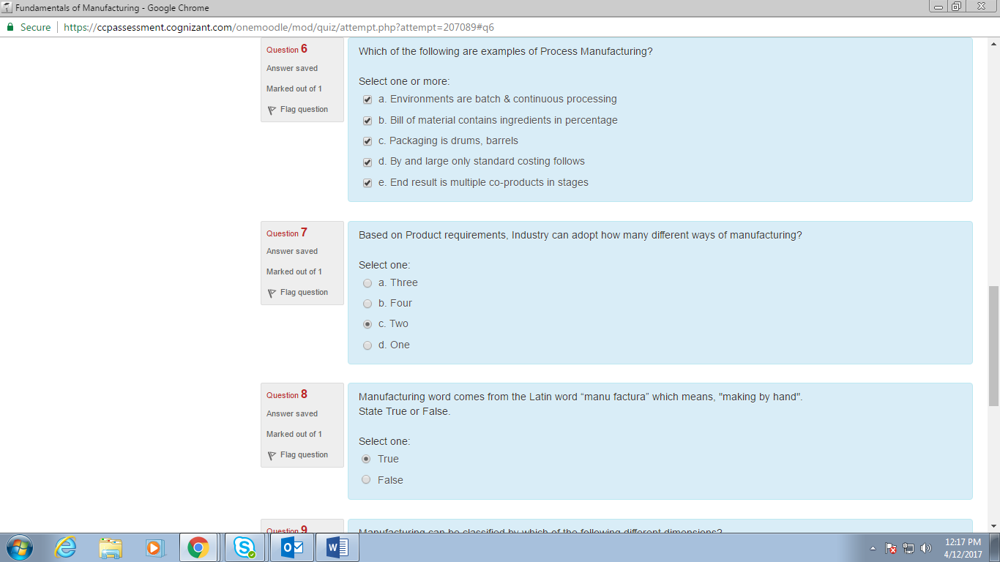 Fundamentals of Manufacturing - Google Chrome
Secure https://ccpassessment.cognizant.com/onemoodle/mod/quiz/attempt.php?attempt=207089#q6
Question 6
Answer saved
Marked out of 1
Flag question
Which of the following are examples of Process Manufacturing?
Select one or more:
a. Environments are batch & continuous processing
b. Bill of material contains ingredients in percentage
c. Packaging is drums, barrels
d. By and large only standard costing follows
e. End result is multiple co-products in stages
Question 7
Answer saved
Marked out of 1
Flag question
Based on Product requirements, Industry can adopt how many different ways of manufacturing?
Select one:
a. Three
b. Four
c. Two
d. One
Question 8
Answer saved
Marked out of 1
Flag question
Manufacturing word comes from the Latin word “manu factura” which means, "making by hand".
State True or False.
Select one:
True
False
Question 9
Manufacturing can be classified by which of the following different dimensions?
12:17 PM
4/12/2017